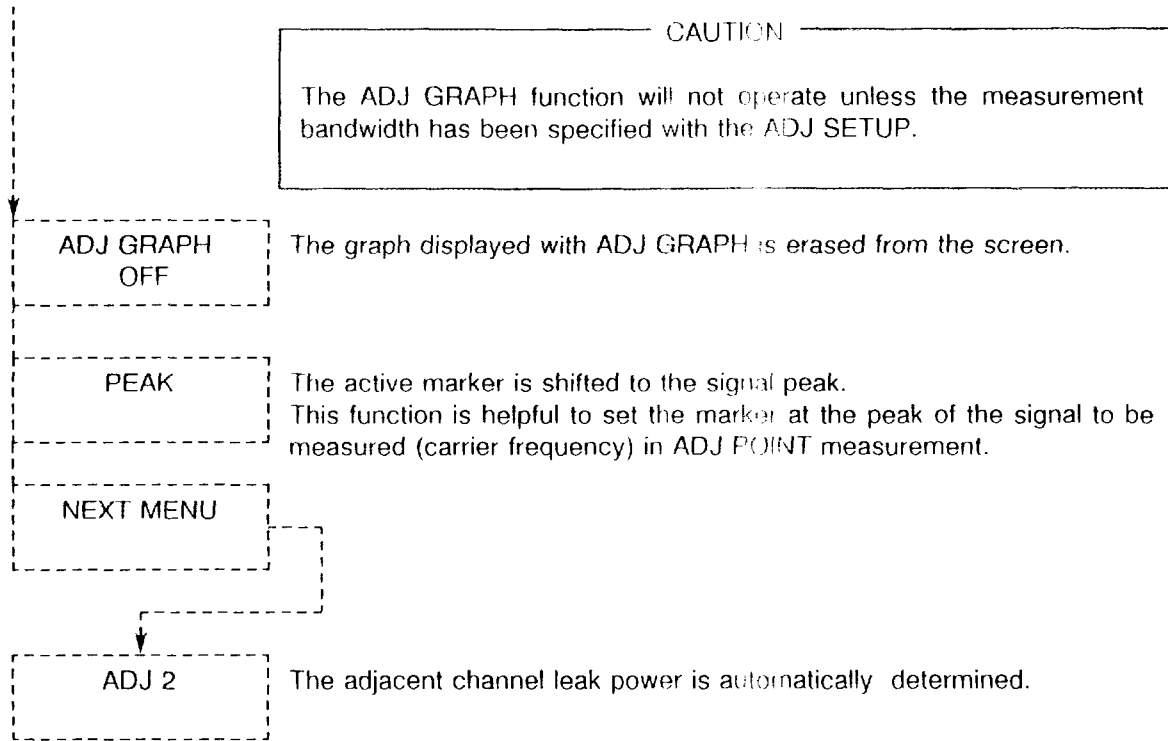 CAUTION
The ADJ GRAPH function will not operate unless the measurement
bandwidth has been specified with the ADJ SETUP.
ADJ GRAPH
OFF
The graph displayed with ADJ GRAPH is erased from the screen.
PEAK
The active marker is shifted to the signal peak.
This function is helpful to set the marker at the peak of the signal to be
measured (carrier frequency) in ADJ POINT measurement.
NEXT MENU
ADJ 2
The adjacent channel leak power is automatically determined.